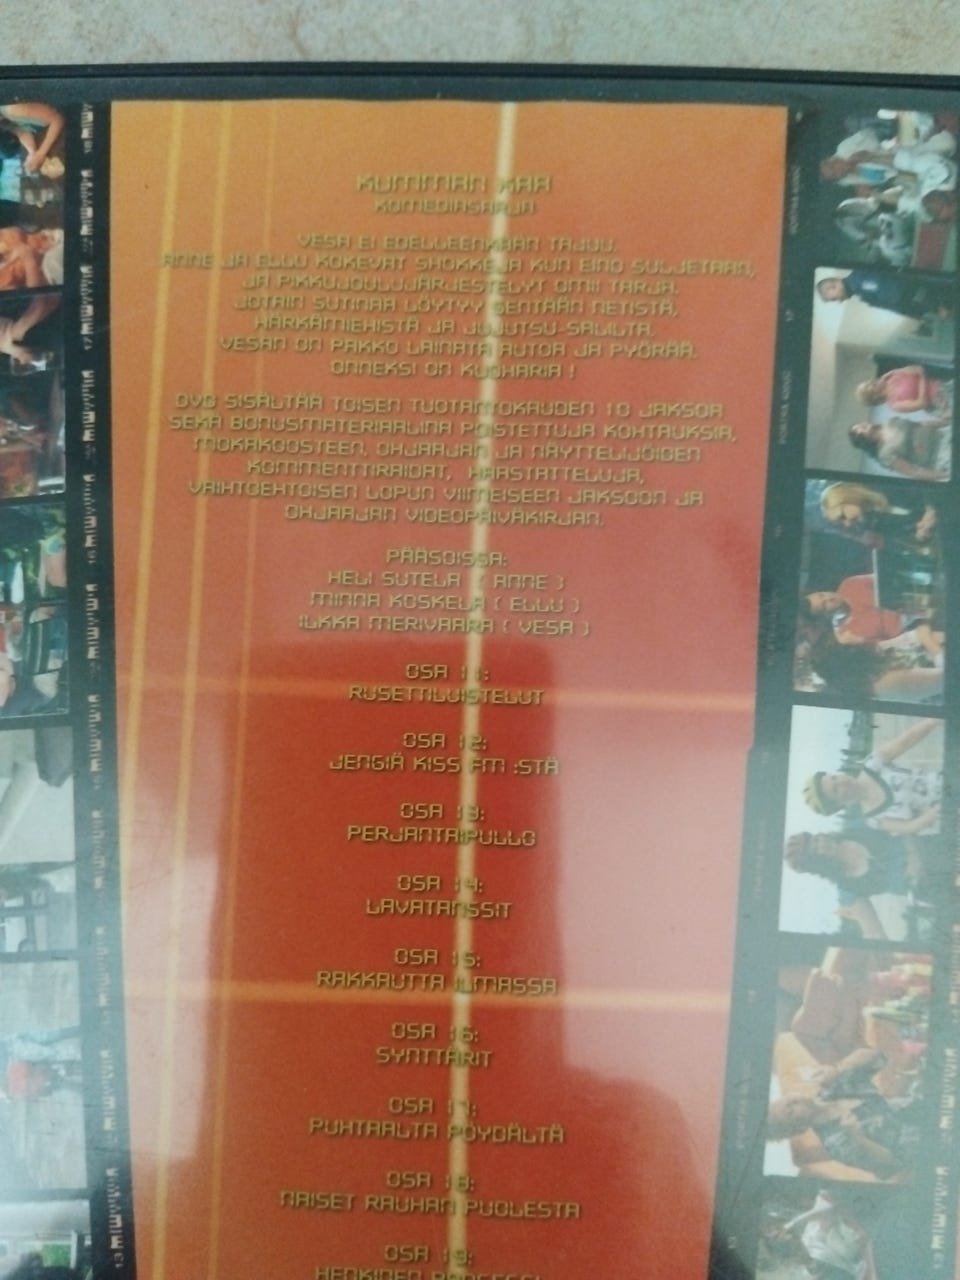 KUMMAN KAA
KOMEDIASARJA
VESA EI EDELLEENKÄÄN TAJUU.
ANNE JA ELLU KOKEVAT SHOKKEJA KUN EINO SULJETAAN,
JA PIKKUJOULUJÄRJESTELYT OMII TARJA.
JOTAIN SUTINAA LÖYTYY SENTÄÄN NETISTÄ,
HÄRKÄMIEHISTÄ JA JUJUTSU-SALILTA.
VESAN ON PAKKO LAINATA AUTOA JA PYÖRÄÄ.
ONNEKSI ON KUOHARIA !
DVD SISÄLTÄÄ TOISEN TUOTANTOKAUDEN 10 JAKSOA
SEKÄ BONUSMATERIAALINA POISTETTUJA KOHTAUKSIA,
MOKAKOOSTEEN, OHJAAJAN JA NÄYTTELIJÖIDEN
KOMMENTTIRAIDAT, HAASTATTELUJA,
VAIHTOEHTOISEN LOPUN VIIMEISEEN JAKSOON JA
OHJAAJAN VIDEOPÄIVÄKIRJAN.
PÄÄSOISSA:
HELI SUTELA ( ANNE )
MINNA KOSKELA ( ELLU )
ILKKA MERIVAARA ( VESA )
OSA 11:
RUSETTILUISTELUT
OSA 12:
JENGIÄ KISS FM :STÄ
OSA 13:
PERJANTAIPULLO
OSA 14:
LAVATANSSIT
OSA 15:
RAKKAUTTA ILMASSA
OSA 16:
SYNTTÄRIT
OSA 17:
PUHTAALTA PÖYDÄLTÄ
OSA 18:
NAISET RAUHAN PUOLESTA
OSA 19:
HENKINEN